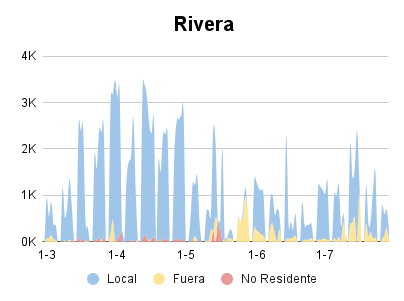 Rivera
4K
3K
2K
1K
0K
1-3
1-4
1-5
1-6
1-7
Local
Fuera
No Residente